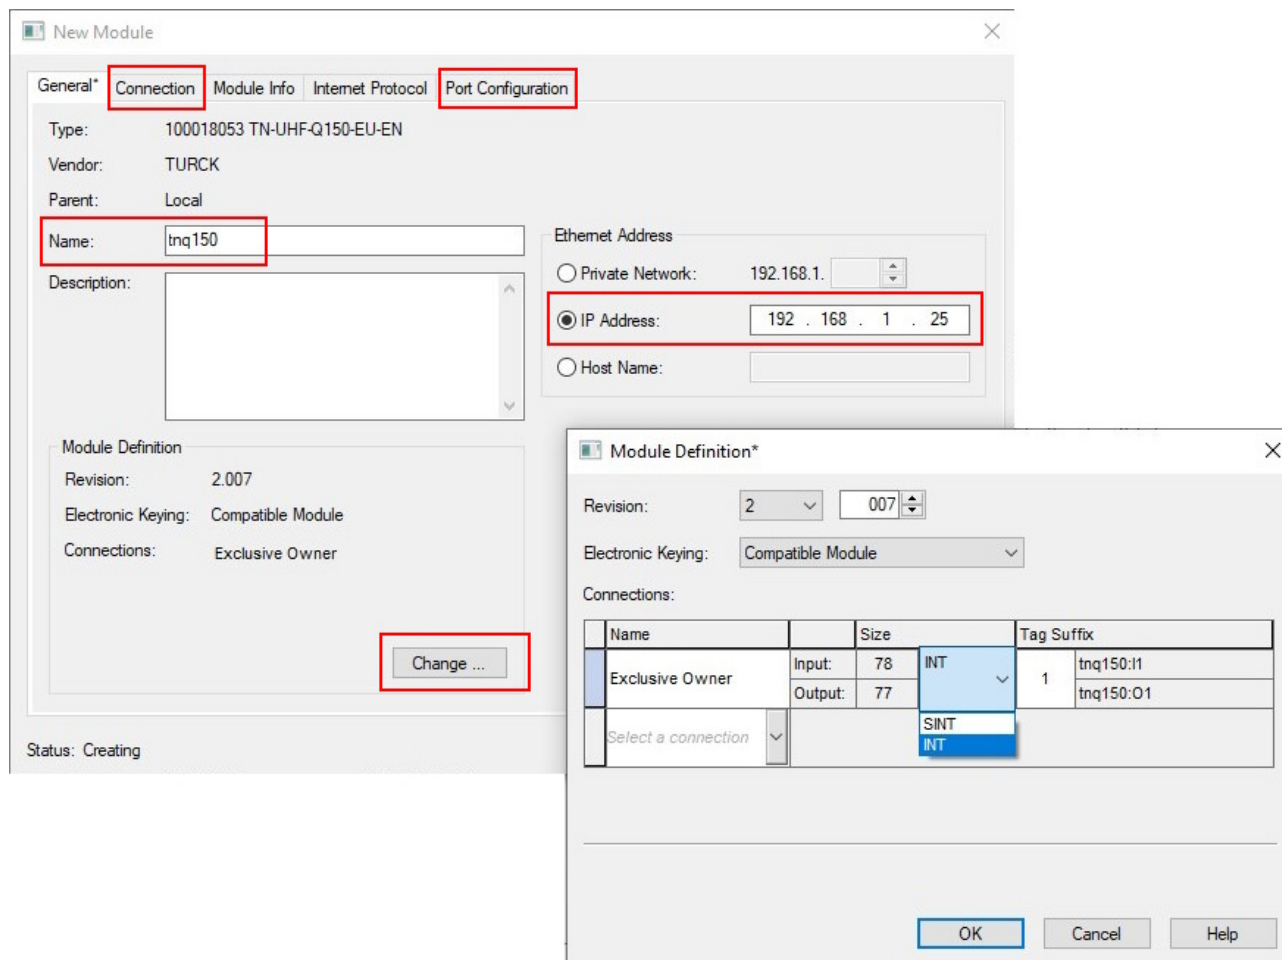 New Module
General* Connection Module Info Internet Protocol Port Configuration
Type: 100018053 TN-UHF-Q150-EU-EN
Vendor: TURCK
Parent: Local
Name: tnq150
Description:
Ethernet Address
Private Network: 192.168.1.
IP Address: 192 . 168 . 1 . 25
Host Name:
Module Definition
Revision: 2.007
Electronic Keying: Compatible Module
Connections: Exclusive Owner
Change ...
Status: Creating
Module Definition*
Revision: 2 007
Electronic Keying: Compatible Module
Connections:
Name Size Tag Suffix
Exclusive Owner Input: 78 INT 1 tnq150:I1
Output: 77 tnq150:O1
Select a connection
SINT
INT
OK Cancel Help